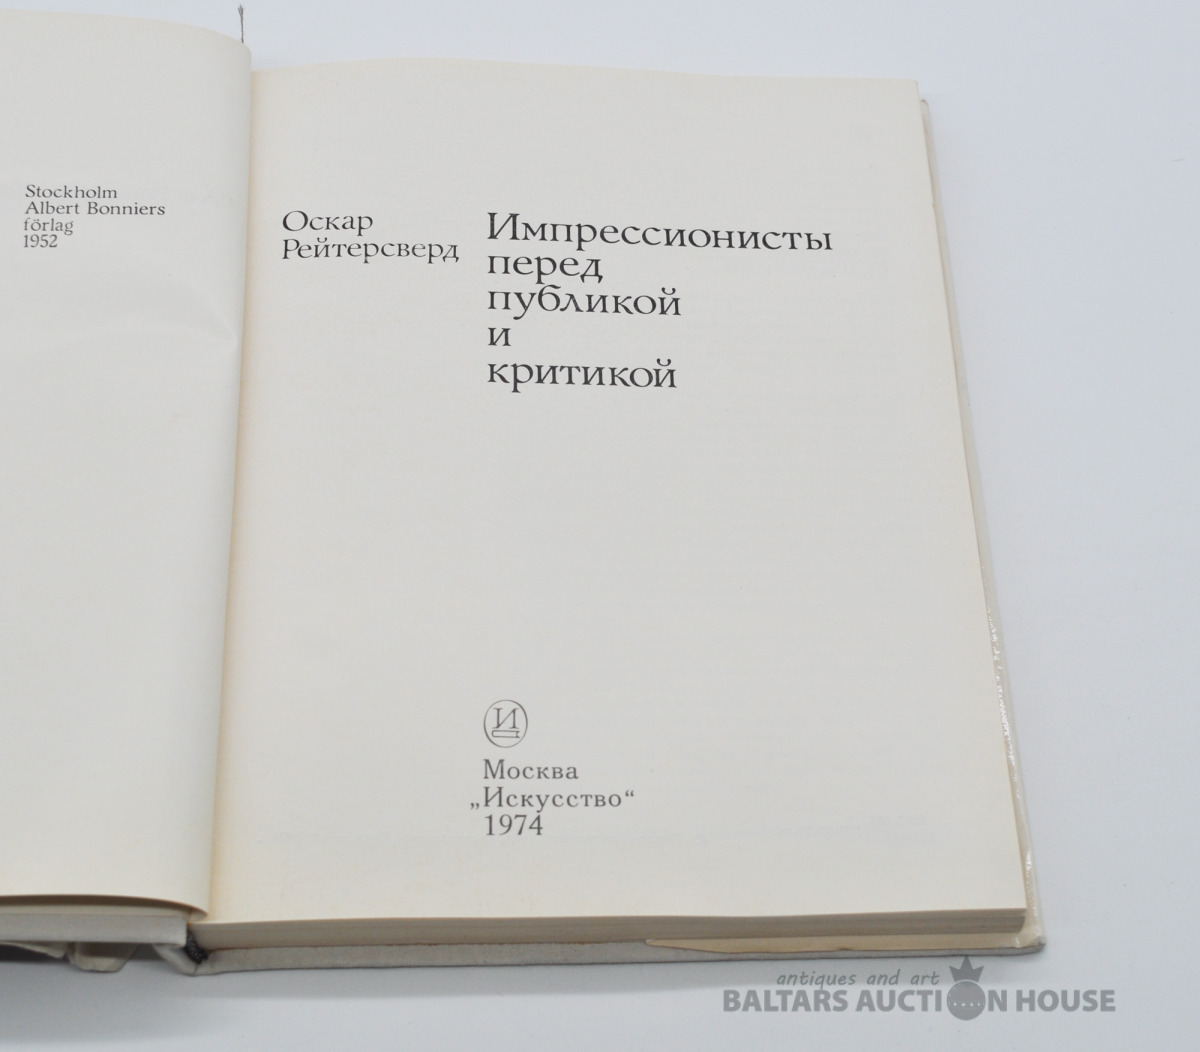 Stockholm
Albert Bonniers
förlag
1952
Оскар
Рейтерсверд
Импрессионисты
перед
публикой
и
критикой
И
Москва
„Искусство“
1974
antiques and art
BALTARS AUCTION HOUSE